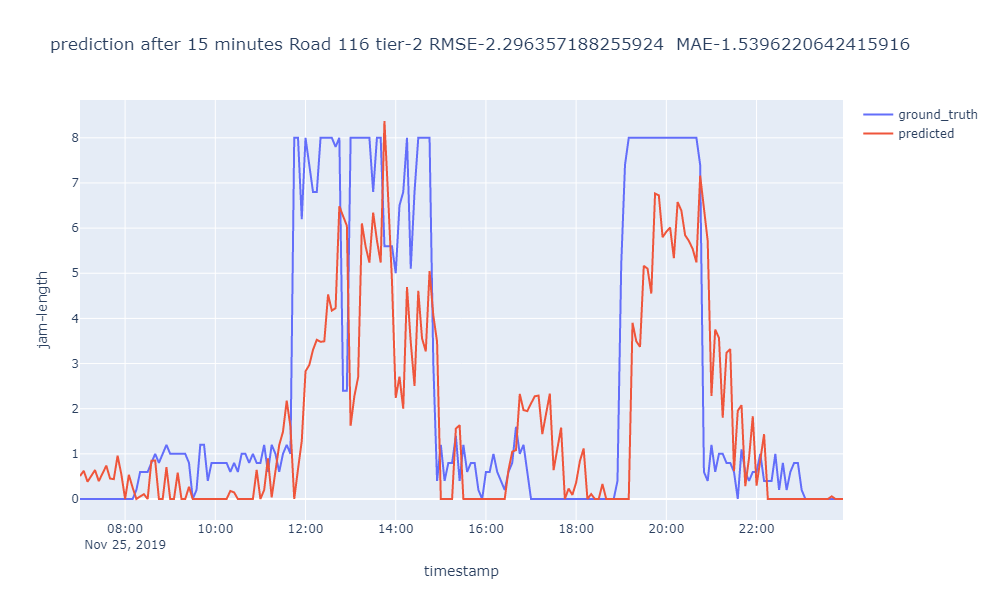 prediction after 15 minutes Road 116 tier-2 RMSE-2.296357188255924  MAE-1.5396220642415916
ground_truth
predicted
8
7
6
5
4
3
2
1
0
jam-length
08:00 10:00 12:00 14:00 16:00 18:00 20:00 22:00
Nov 25, 2019
timestamp